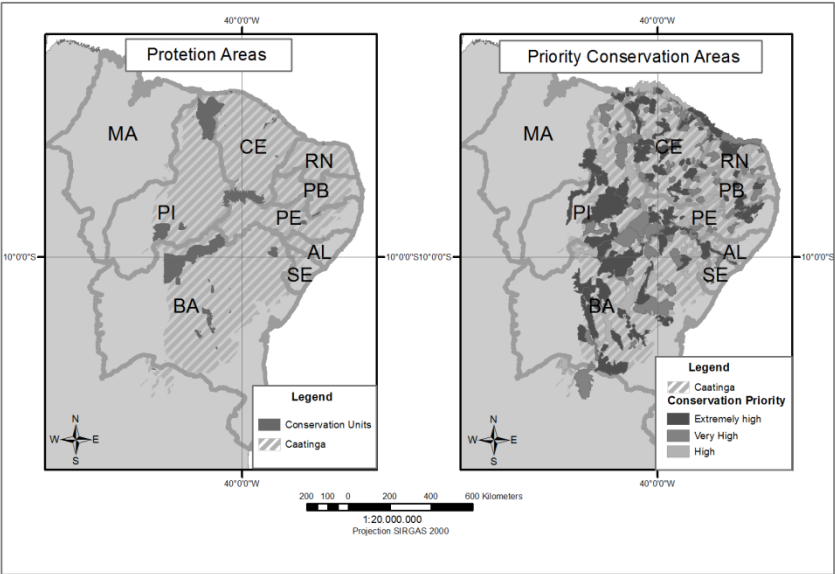 40°0'0"W
40°0'0"W
Protetion Areas
Priority Conservation Areas
MA
CE
RN
PB
PI
PE
AL
SE
BA
MA
CE
RN
PB
PI
PE
AL
SE
BA
10°0'0"S
10°0'0"S
10°0'0"S
10°0'0"S
Legend
Conservation Units
Caatinga
Legend
Caatinga
Conservation Priority
Extremely high
Very High
High
N
W E
S
N
W E
S
40°0'0"W
40°0'0"W
200 100 0 200 400 600 Kilometers
1:20.000.000
Projection SIRGAS 2000